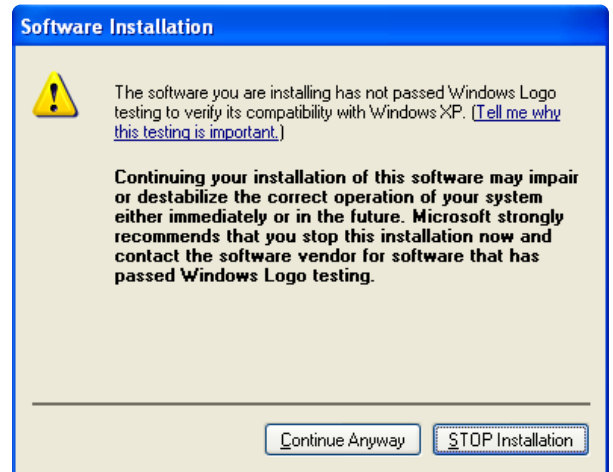 Software Installation
The software you are installing has not passed Windows Logo
testing to verify its compatibility with Windows XP. (Tell me why
this testing is important.)
Continuing your installation of this software may impair
or destabilize the correct operation of your system
either immediately or in the future. Microsoft strongly
recommends that you stop this installation now and
contact the software vendor for software that has
passed Windows Logo testing.
Continue Anyway
STOP Installation